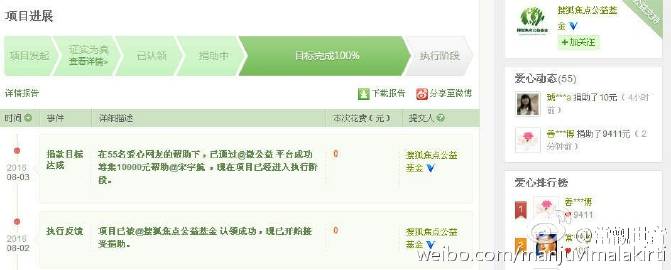 项目进展
项目发起
证实为真
查看详情»
已认领
捐助中
目标完成100%
执行阶段
详情报告
下载报告
分享至微博
时间
事件
详细描述
本次花费(元)
提交人
2016
08-03
捐款目标
达成
在55名爱心网友的帮助下,已通过@微公益 平台成功
筹集10000元帮助@宋宇航 ,现在项目已经进入执行阶
段。
0
搜狐焦点公益
基金
2016
08-02
执行反馈
项目已被@搜狐焦点公益基金 认领成功,现已开始接
受捐助。
0
搜狐焦点公益
基金
搜狐焦点公益基
金
+加关注
爱心动态(55)
捐助了10元 ( 4小时
前 )
善***博 捐助了9411元 ( 2
分钟前 )
爱心排行榜
1
善***博
9411
2
weibo.com/manjuvimalakirti